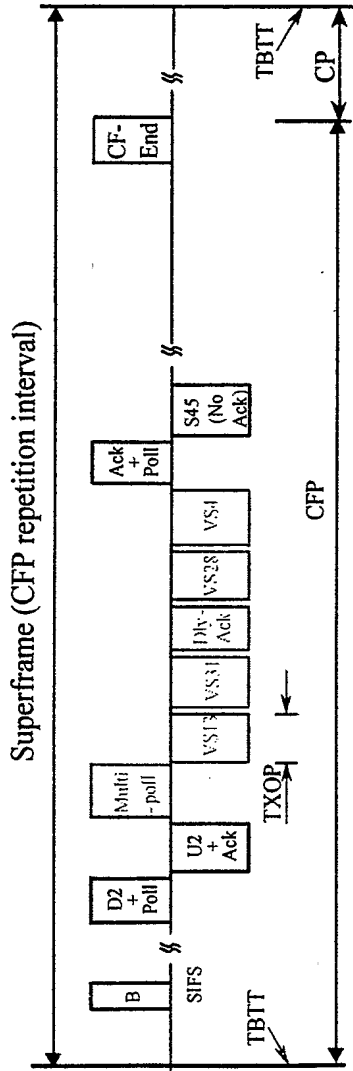 Superframe (CFP repetition interval)
TBTT
B
SIFS
D2
+
Poll
U2
+
Ack
Multi
-poll
TXOP
VS13
VS31
Dly-
Ack
VS28
VS4
Ack
+
Poll
S45
(No
Ack)
CF-
End
CFP
CP
TBTT